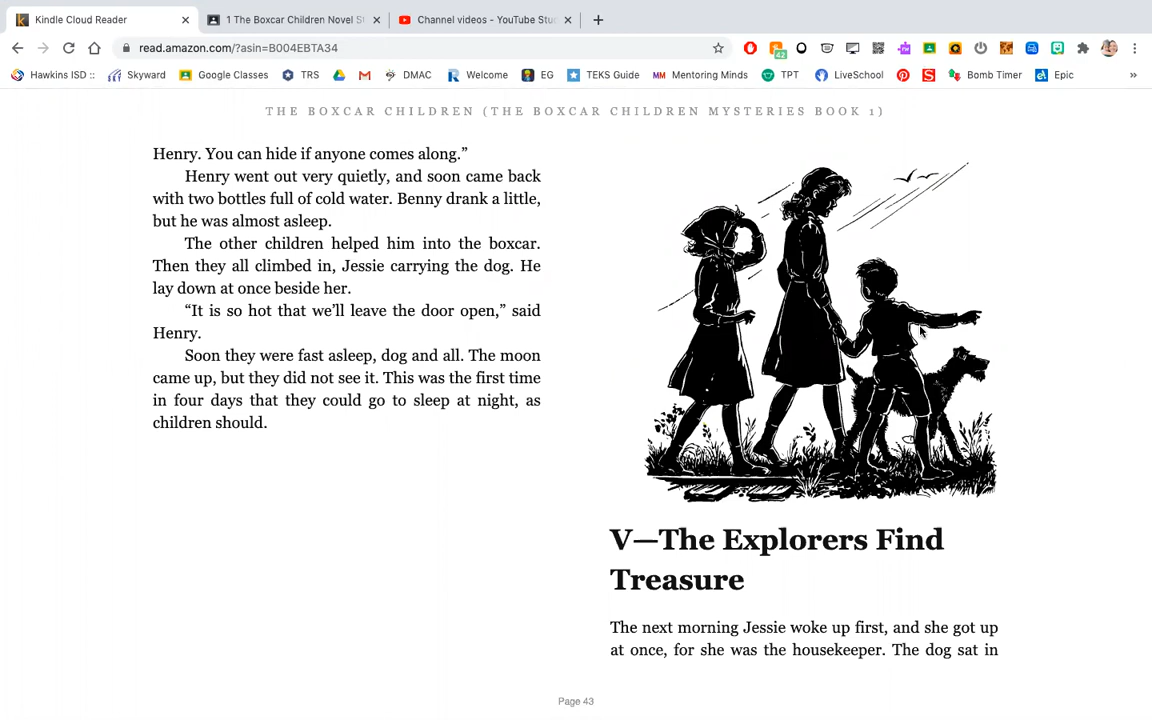 Kindle Cloud Reader
1 The Boxcar Children Novel St
Channel videos - YouTube Stu
read.amazon.com/?asin=B004EBTA34
42
Hawkins ISD ::
Skyward
Google Classes
TRS
DMAC
Welcome
EG
TEKS Guide
MM Mentoring Minds
TPT
LiveSchool
Bomb Timer
Epic
»
THE BOXCAR CHILDREN (THE BOXCAR CHILDREN MYSTERIES BOOK 1)
Henry. You can hide if anyone comes along.”
Henry went out very quietly, and soon came back
with two bottles full of cold water. Benny drank a little,
but he was almost asleep.
The other children helped him into the boxcar.
Then they all climbed in, Jessie carrying the dog. He
lay down at once beside her.
“It is so hot that we’ll leave the door open,” said
Henry.
Soon they were fast asleep, dog and all. The moon
came up, but they did not see it. This was the first time
in four days that they could go to sleep at night, as
children should.
V—The Explorers Find
Treasure
The next morning Jessie woke up first, and she got up
at once, for she was the housekeeper. The dog sat in
Page 43